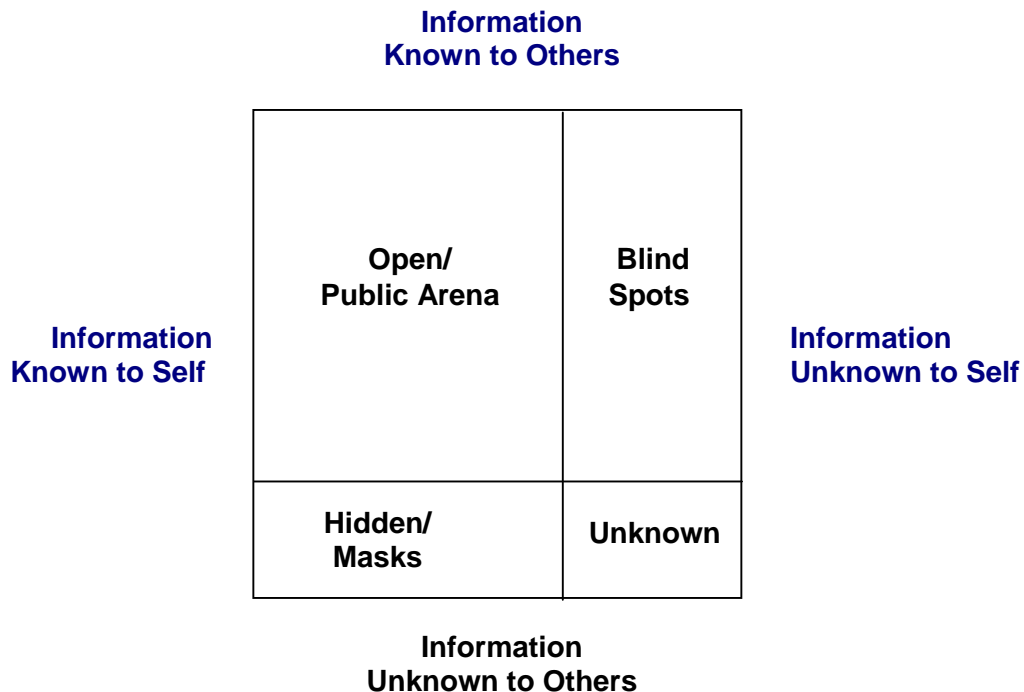 Information
Known to Others
Open/
Public Arena
Blind
Spots
Information
Known to Self
Information
Unknown to Self
Hidden/
Masks
Unknown
Information
Unknown to Others